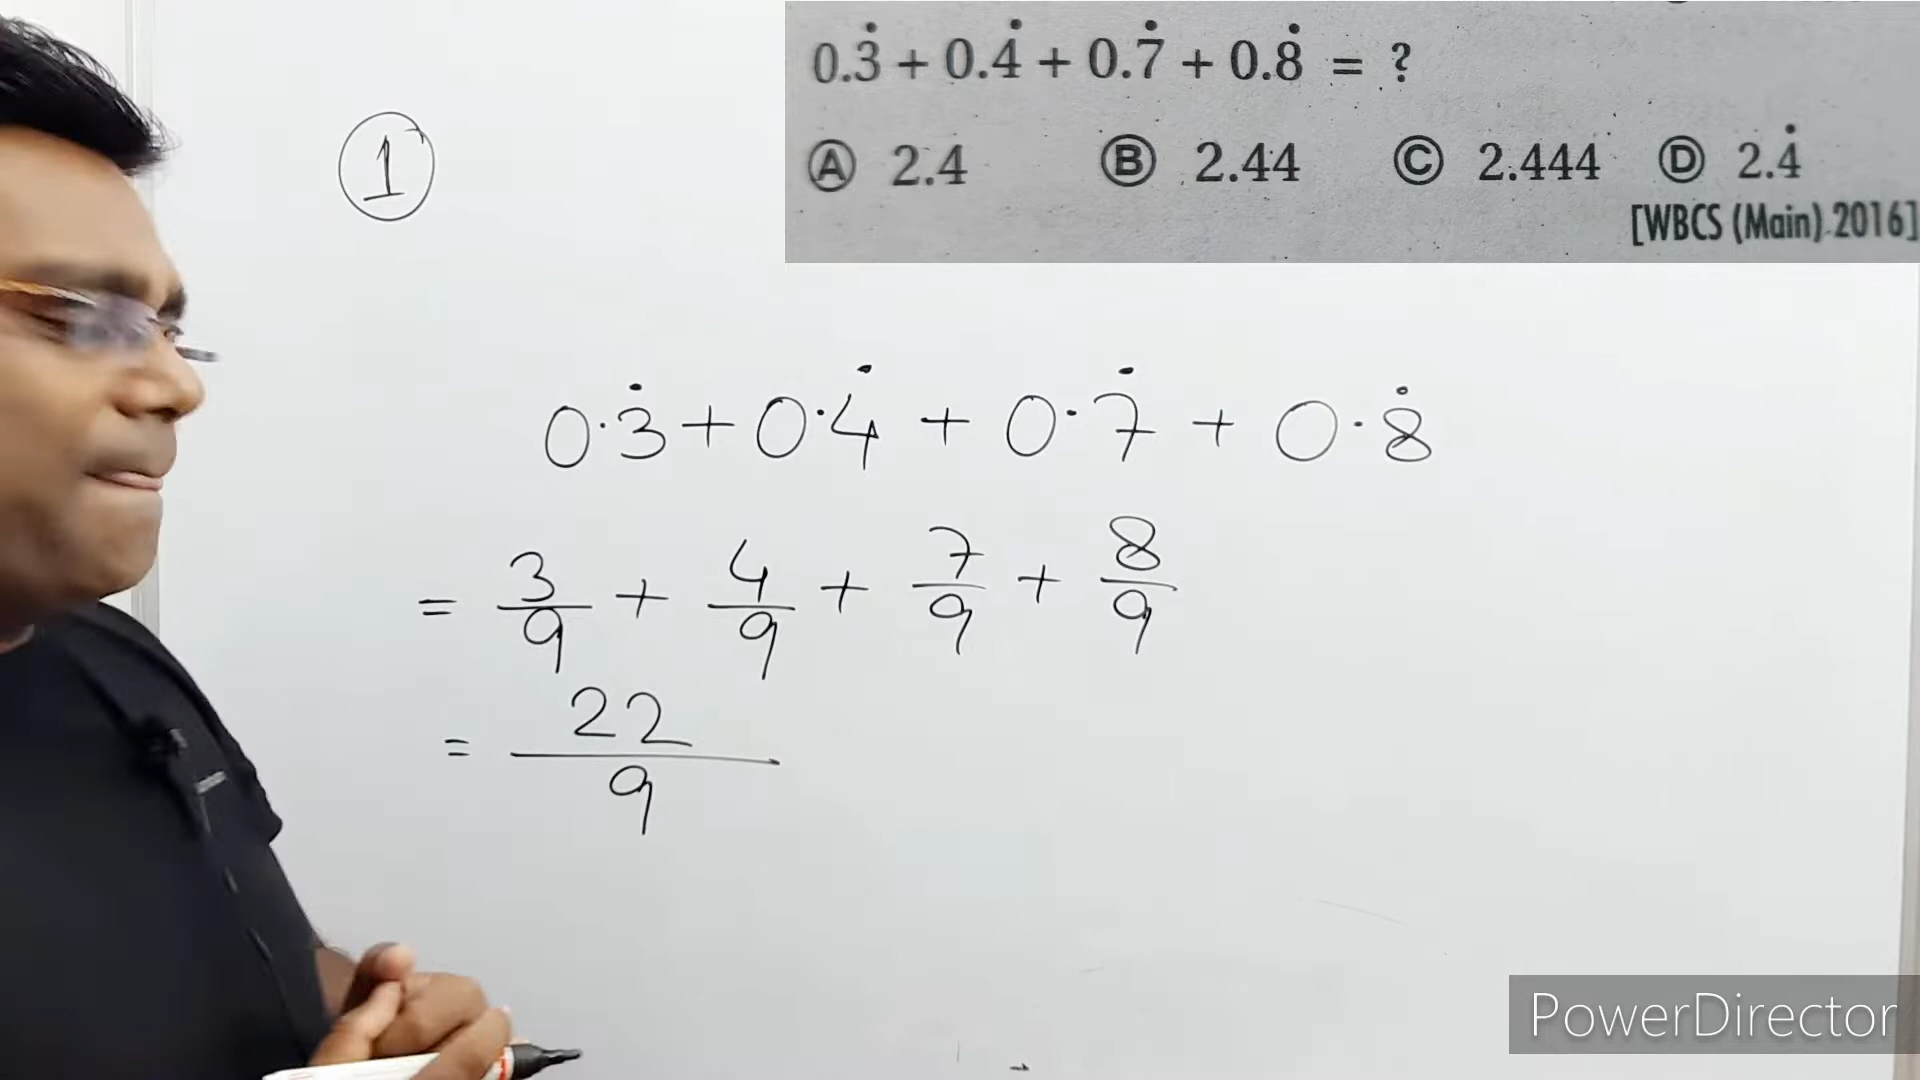 0.3̇ + 0.4̇ + 0.7̇ + 0.8̇ = ?
Ⓐ 2.4 Ⓑ 2.44 Ⓒ 2.444 Ⓓ 2.4̇
[WBCS (Main) 2016]
①
0.3̇ + 0.4̇ + 0.7̇ + 0.8̇
= 3/9 + 4/9 + 7/9 + 8/9
= 22/9
PowerDirector